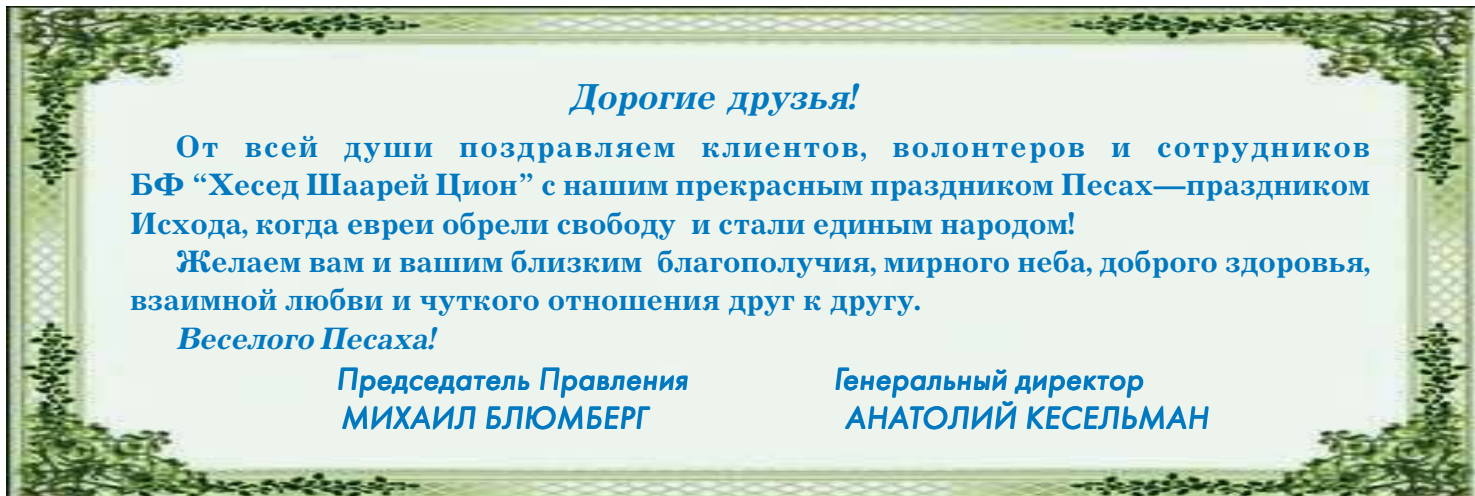 Дорогие друзья!
От всей души поздравляем клиентов, волонтеров и сотрудников
БФ “Хесед Шаарей Цион” с нашим прекрасным праздником Песах—праздником
Исхода, когда евреи обрели свободу и стали единым народом!
Желаем вам и вашим близким благополучия, мирного неба, доброго здоровья,
взаимной любви и чуткого отношения друг к другу.
Веселого Песаха!
Председатель Правления Генеральный директор
МИХАИЛ БЛЮМБЕРГ АНАТОЛИЙ КЕСЕЛЬМАН